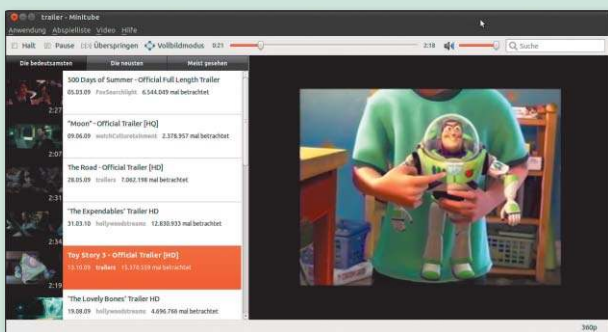 trailer - Minitube
Anwendung Abspielliste Video Hilfe
Halt Pause Überspringen Vollbildmodus 0:21 2:18 Suche
Die bedestsamsten Die neusten Meist gesehen
500 Days of Summer - Official Full Length Trailer
05.03.09 FoxSearchlight 6.544.049 mal betrachtet
2:27
"Moon" - Official Trailer [HQ]
09.06.09 watchCulturetainment 2.378.957 mal betrachtet
2:07
The Road - Official Trailer [HD]
28.05.09 trailers 7.062.198 mal betrachtet
2:31
'The Expendables' Trailer HD
31.03.10 hollywoodstreams 12.830.933 mal betrachtet
2:34
Toy Story 3 - Official Trailer [HD]
13.10.09 trailers 15.378.559 mal betrachtet
2:19
'The Lovely Bones' Trailer HD
19.08.09 hollywoodstreams 4.696.766 mal betrachtet
360p